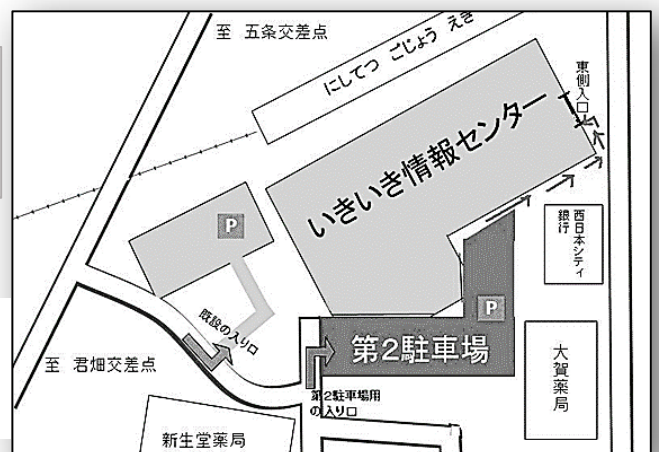 至 五条交差点
にしてつ ごじょう えき
東側入口
いきいき情報センター
P
西日本シティ
銀行
P
既設の入り口
第2駐車場
大賀薬局
至 君畑交差点
第2駐車場用
の入り口
新生堂薬局